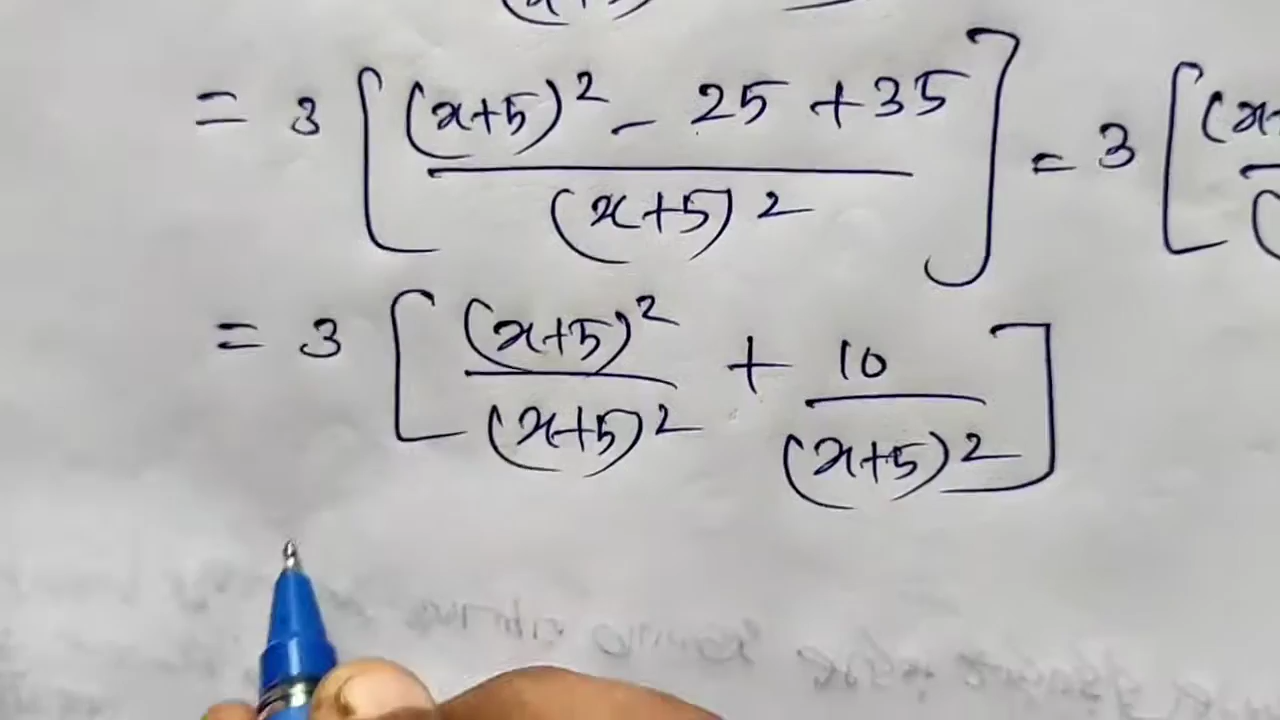 = 3 [ (x+5)² - 25 + 35 / (x+5)² ] = 3 [ (x+
= 3 [ (x+5)² / (x+5)² + 10 / (x+5)² ]